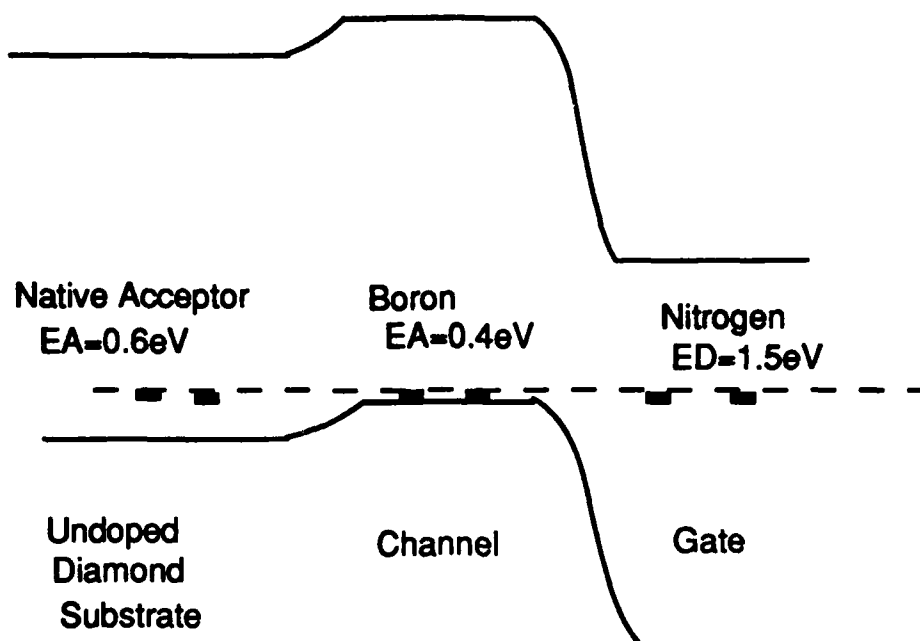 Native Acceptor
EA=0.6eV
Boron
EA=0.4eV
Nitrogen
ED=1.5eV
Undoped
Diamond
Substrate
Channel
Gate